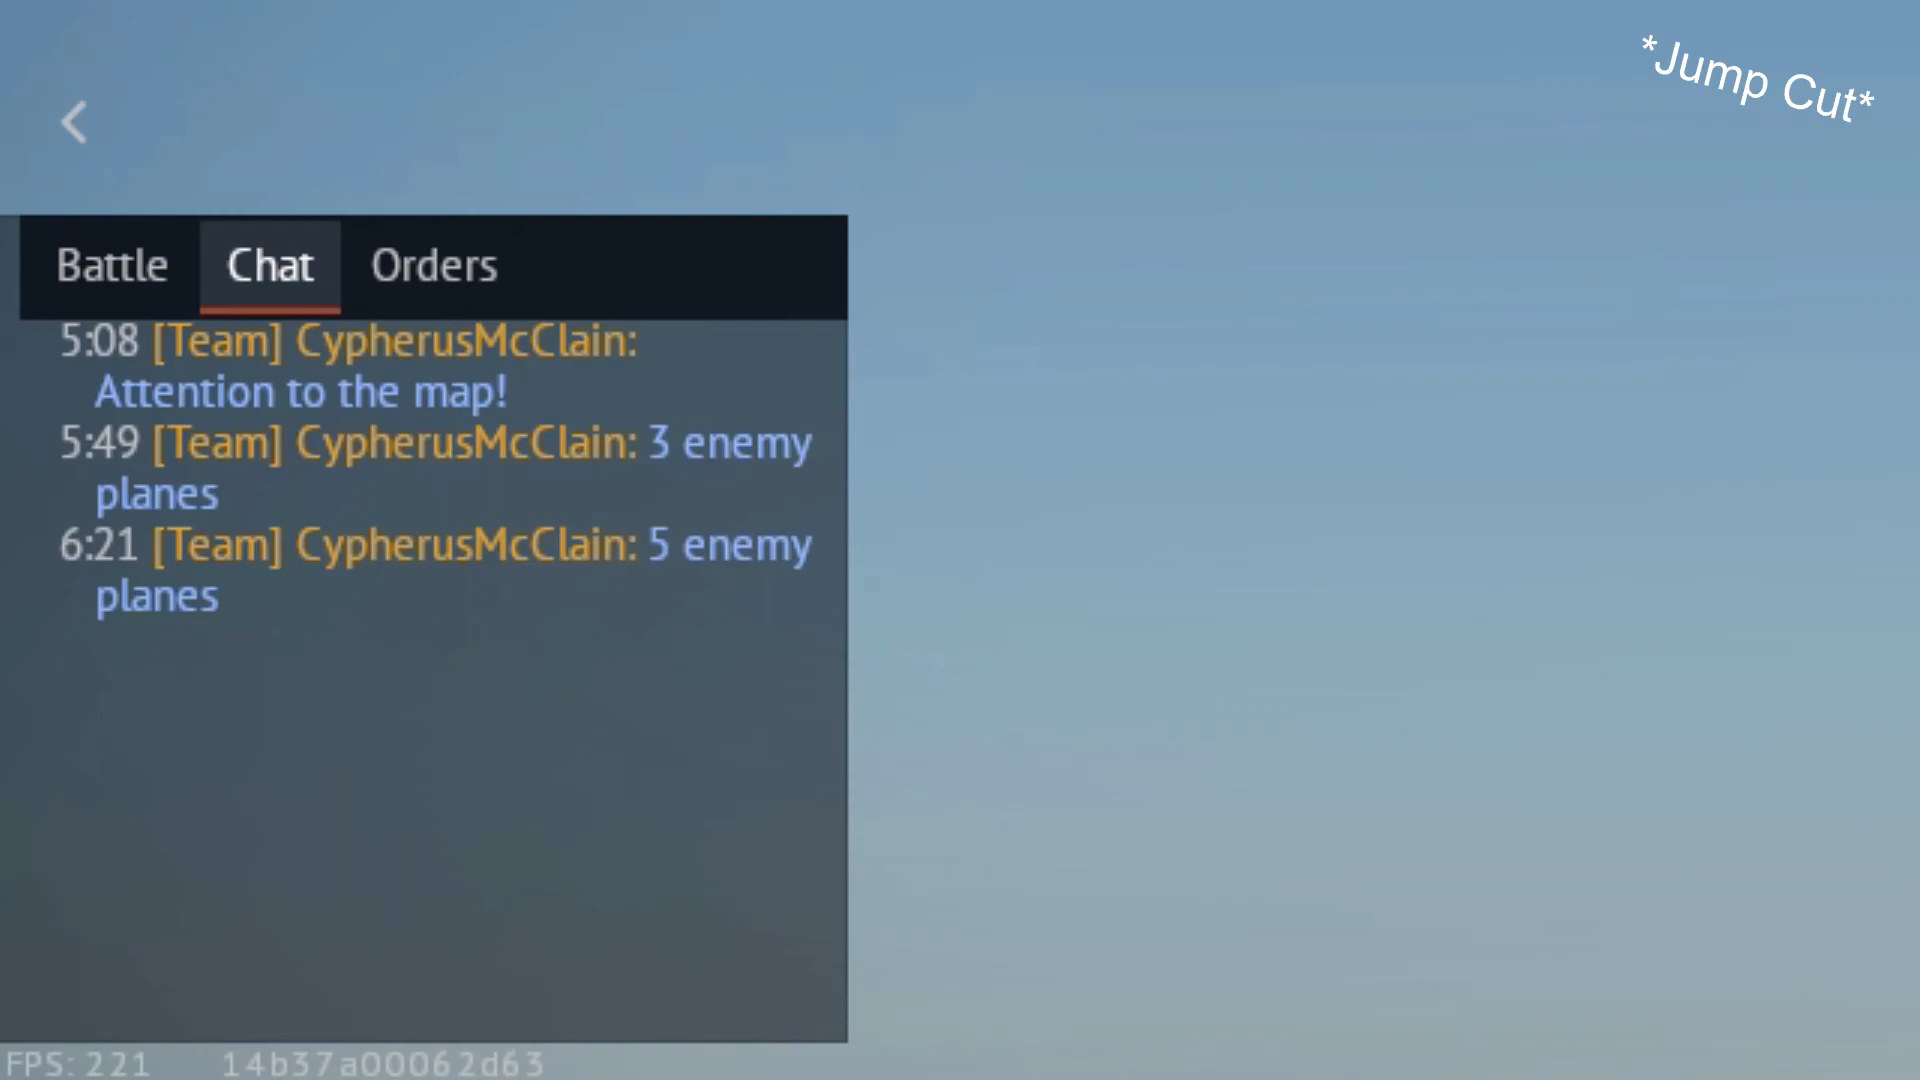 *Jump Cut*
Battle Chat Orders
5:08 [Team] CypherusMcClain:
Attention to the map!
5:49 [Team] CypherusMcClain: 3 enemy
planes
6:21 [Team] CypherusMcClain: 5 enemy
planes
FPS: 221 14b37a00062d63